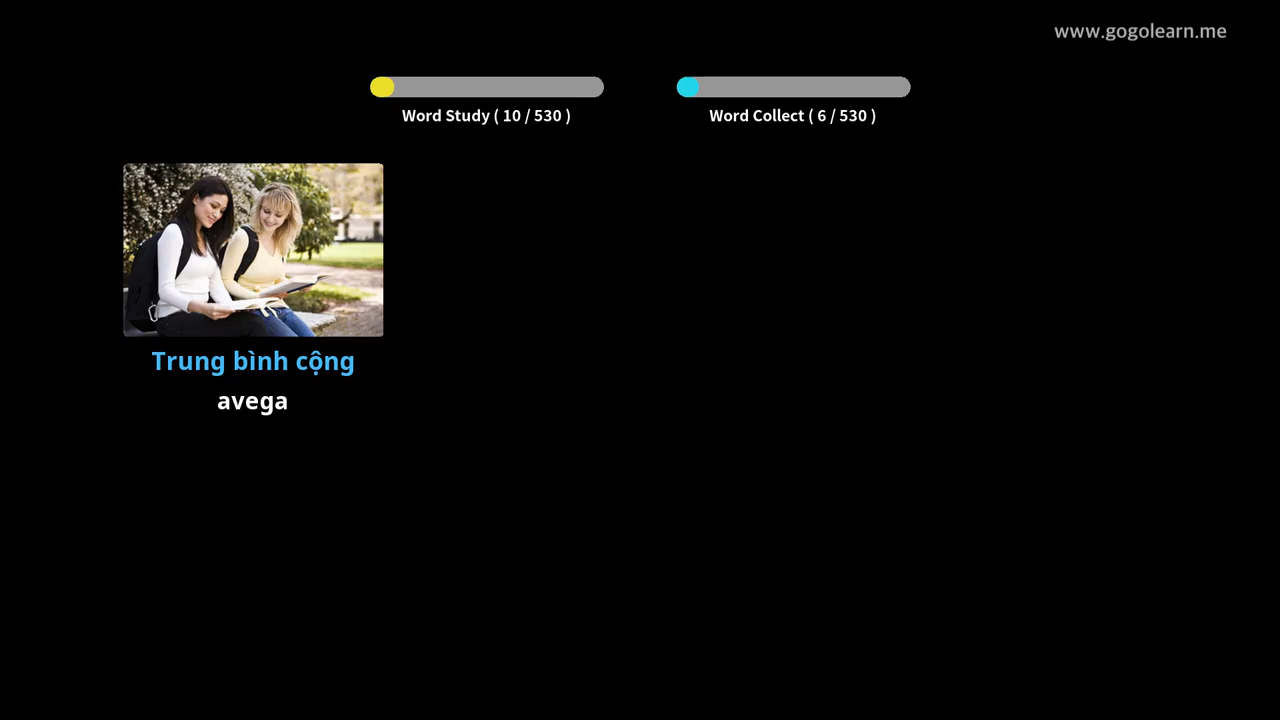 www.gogolearn.me
Word Study ( 10 / 530 )
Word Collect ( 6 / 530 )
Trung bình cộng
avega